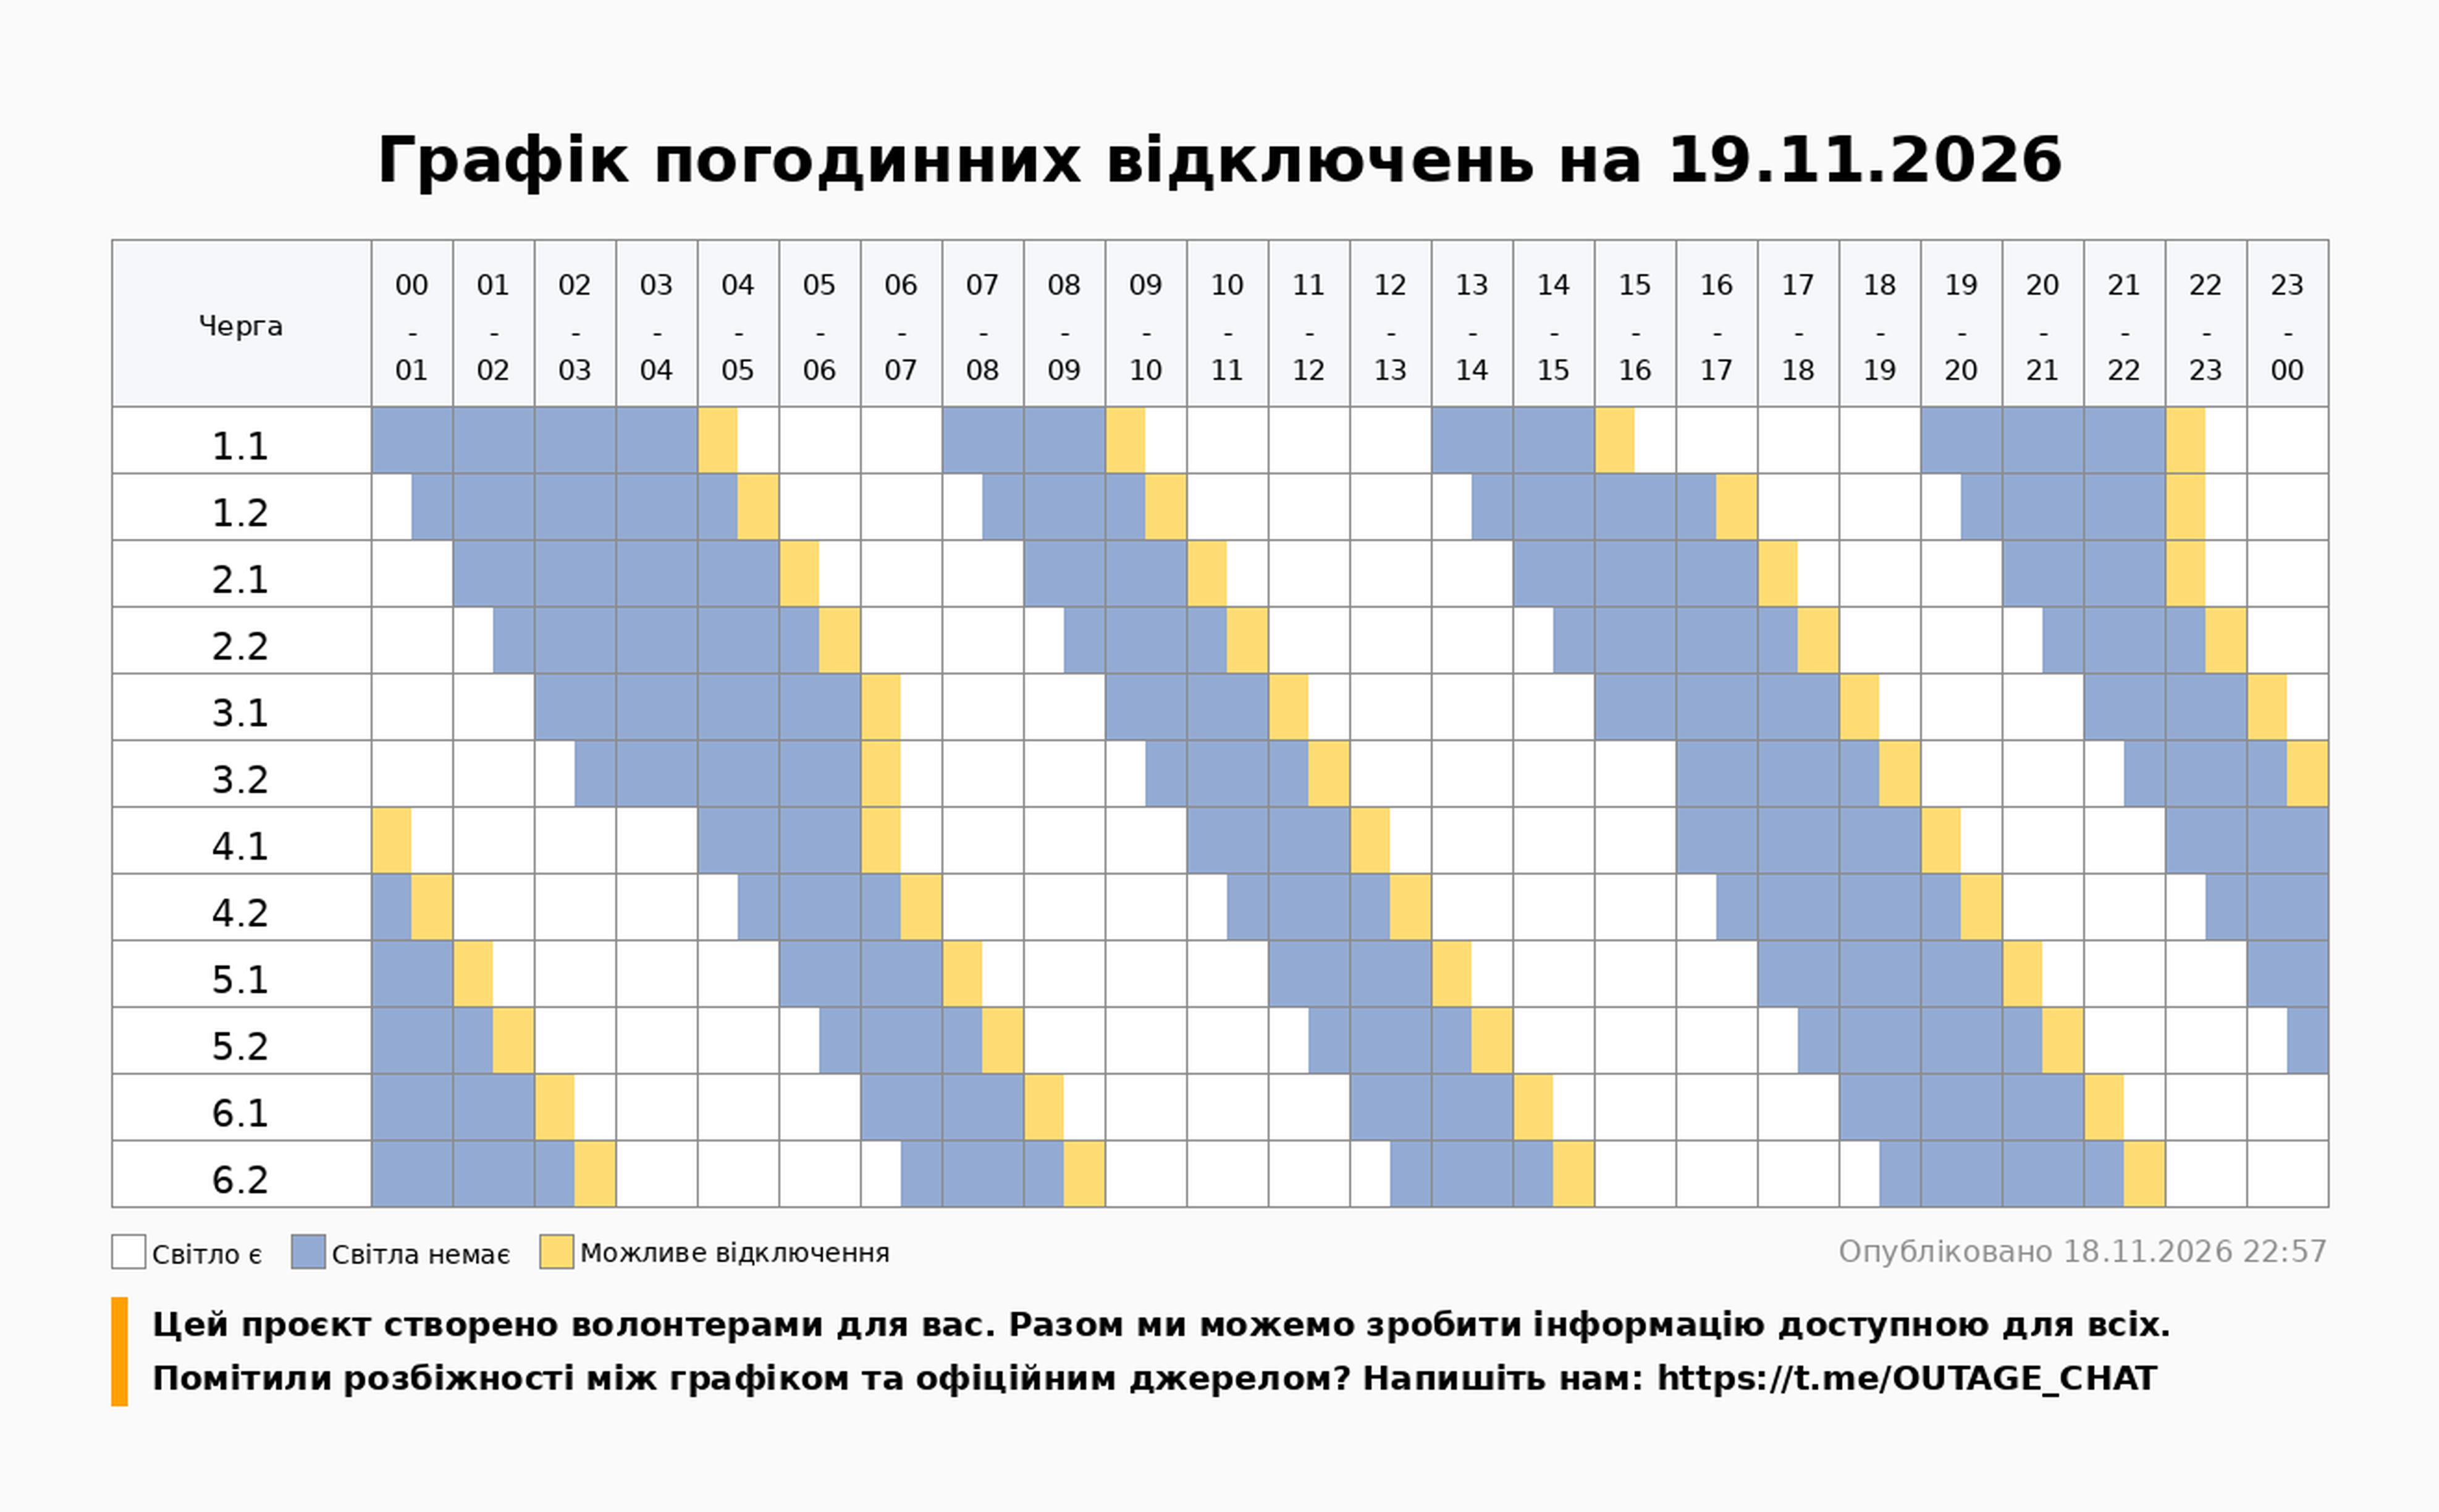 Графік погодинних відключень на 19.11.2026
Черга 00 - 01 01 - 02 02 - 03 03 - 04 04 - 05 05 - 06 06 - 07 07 - 08 08 - 09 09 - 10 10 - 11 11 - 12 12 - 13 13 - 14 14 - 15 15 - 16 16 - 17 17 - 18 18 - 19 19 - 20 20 - 21 21 - 22 22 - 23 23 - 00
1.1
1.2
2.1
2.2
3.1
3.2
4.1
4.2
5.1
5.2
6.1
6.2
Світло є Світла немає Можливе відключення Опубліковано 18.11.2026 22:57
Цей проєкт створено волонтерами для вас. Разом ми можемо зробити інформацію доступною для всіх.
Помітили розбіжності між графіком та офіційним джерелом? Напишіть нам: https://t.me/OUTAGE_CHAT